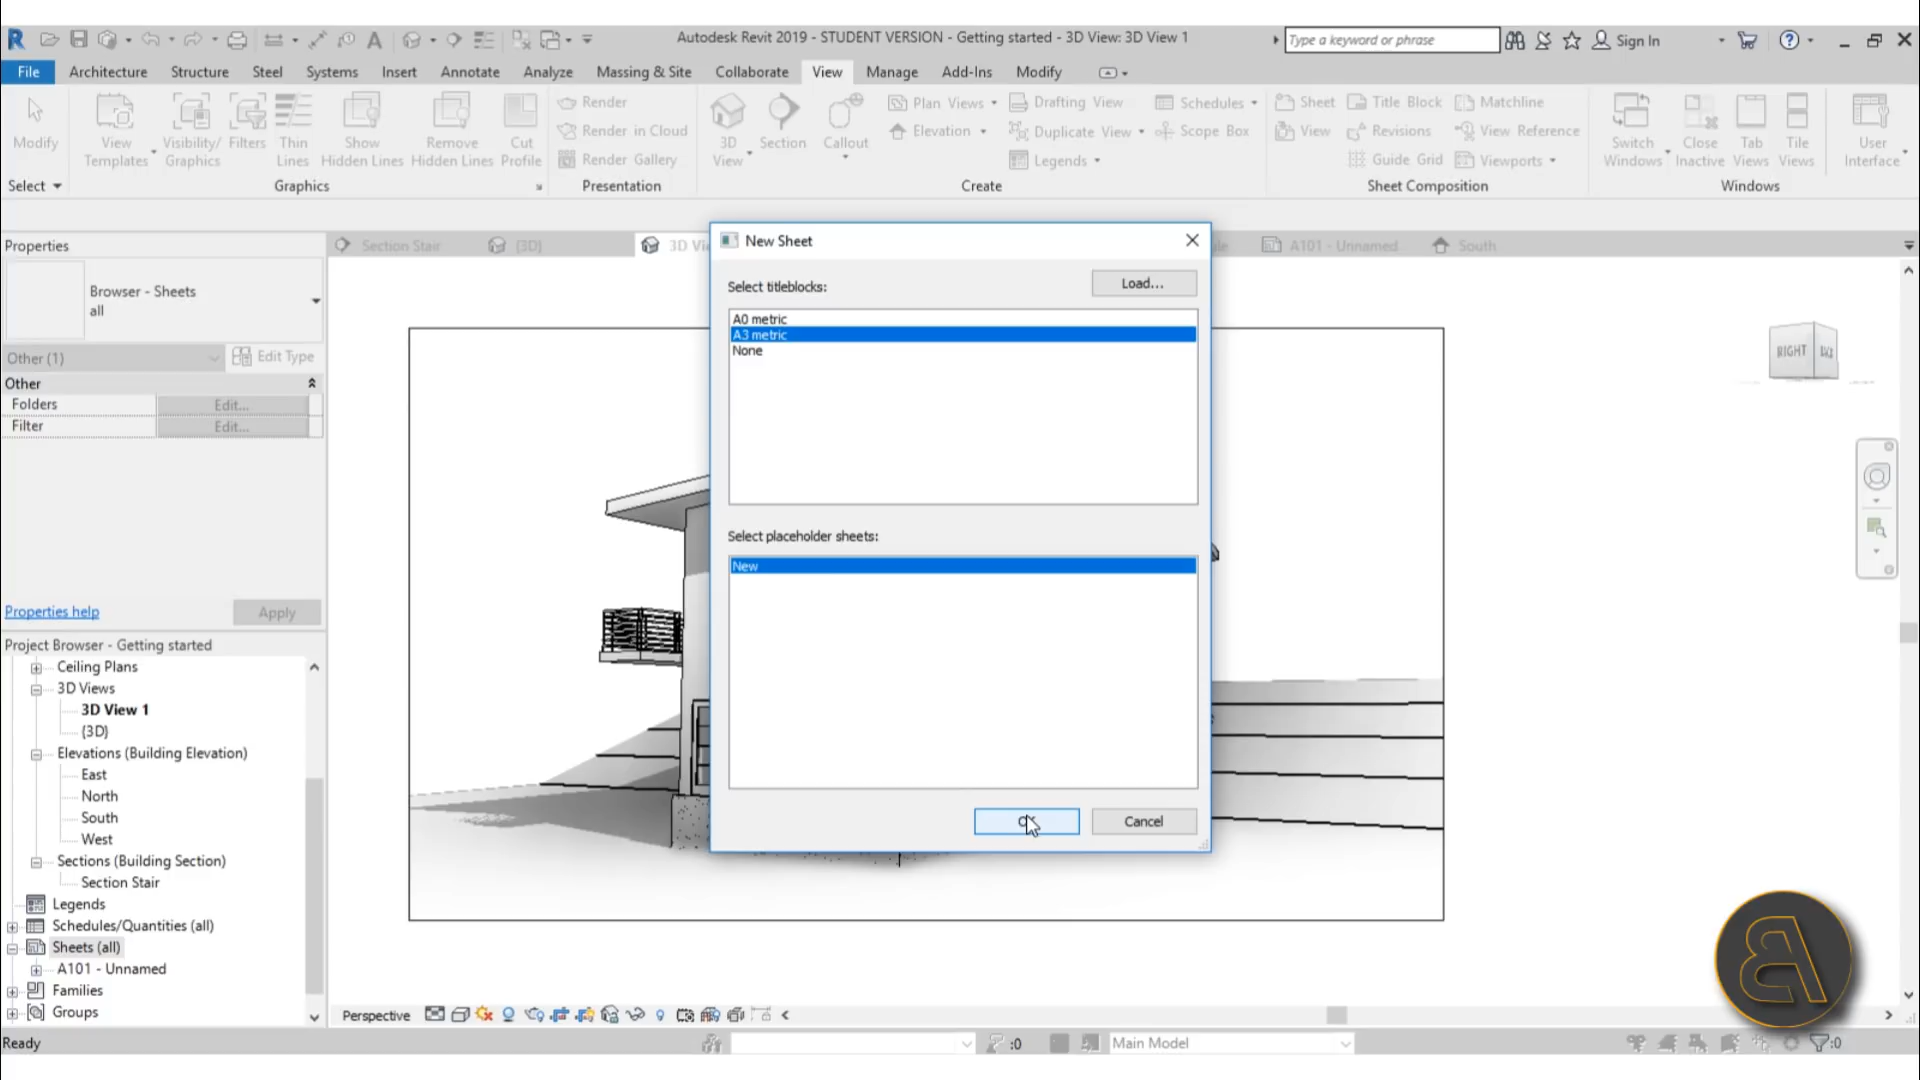 Autodesk Revit 2019 - STUDENT VERSION - Getting started - 3D View: 3D View 1
Type a keyword or phrase
Sign In
File Architecture Structure Steel Systems Insert Annotate Analyze Massing & Site Collaborate View Manage Add-Ins Modify
Modify
View Templates
Visibility/ Graphics
Filters
Thin Lines
Show Hidden Lines
Remove Hidden Lines
Cut Profile
Render
Render in Cloud
Render Gallery
3D View
Section
Callout
Plan Views
Elevation
Drafting View
Duplicate View
Legends
Schedules
Scope Box
Sheet
View
Title Block
Revisions
Guide Grid
Matchline
View Reference
Viewports
Switch Windows
Close Inactive
Tab Views
Tile Views
User Interface
Select Graphics Presentation Create Sheet Composition Windows
Properties
Section Stair
{3D}
A101 - Unnamed
South
Browser - Sheets
all
Other (1)
Edit Type
Other
Folders Edit...
Filter Edit...
Properties help
Apply
Project Browser - Getting started
Ceiling Plans
3D Views
3D View 1
{3D}
Elevations (Building Elevation)
East
North
South
West
Sections (Building Section)
Section Stair
Legends
Schedules/Quantities (all)
Sheets (all)
A101 - Unnamed
Families
Groups
New Sheet
Select titleblocks:
Load...
A0 metric
A3 metric
None
Select placeholder sheets:
New
Cancel
RIGHT
Perspective
Ready
:0
Main Model
:0